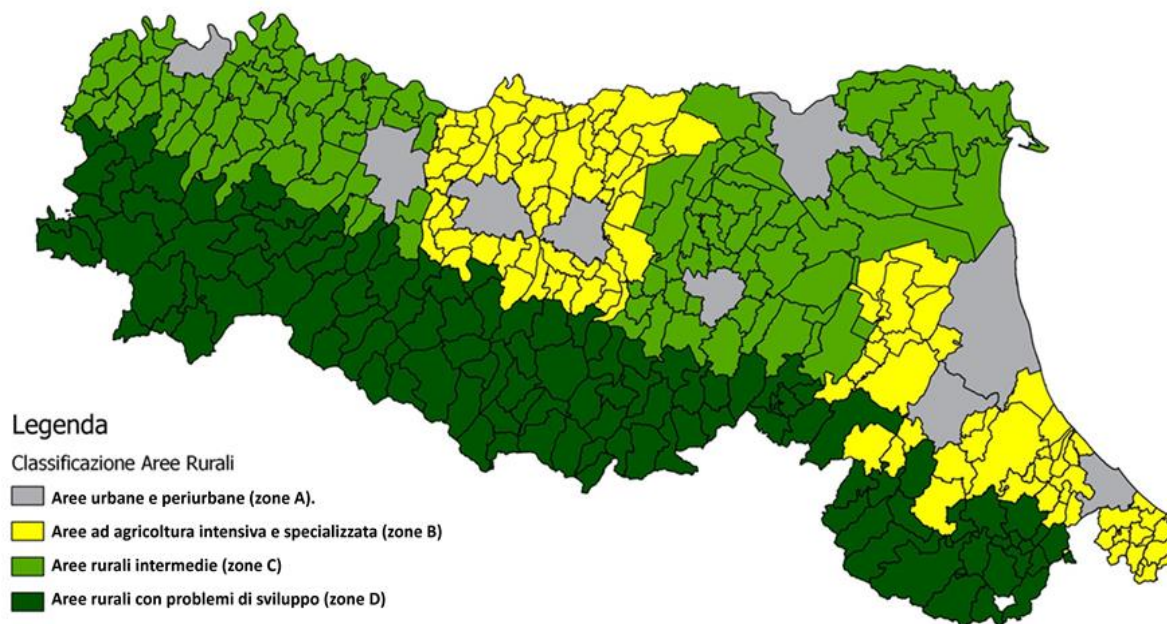 Legenda
Classificazione Aree Rurali
Aree urbane e periurbane (zone A).
Aree ad agricoltura intensiva e specializzata (zone B)
Aree rurali intermedie (zone C)
Aree rurali con problemi di sviluppo (zone D)